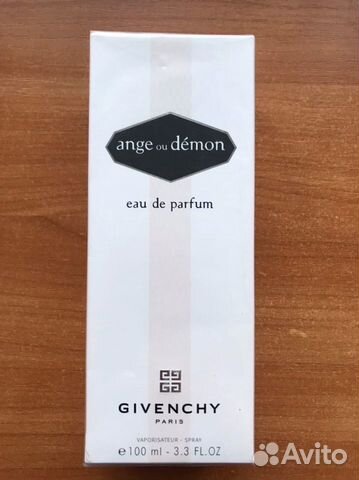 ange ou démon
eau de parfum
GIVENCHY
PARIS
VAPORISATEUR - SPRAY
℮ 100 ml - 3.3 FL.OZ
Avito